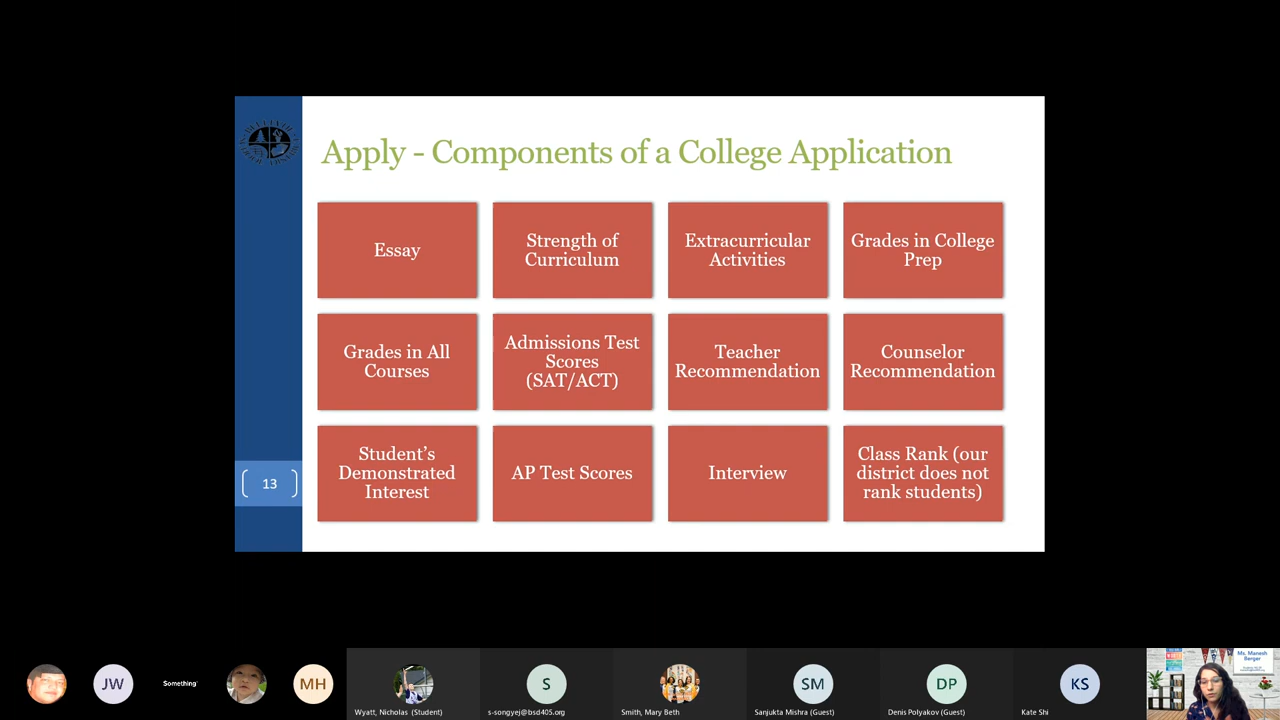 Apply - Components of a College Application
Essay
Strength of
Curriculum
Extracurricular
Activities
Grades in College
Prep
Grades in All
Courses
Admissions Test
Scores
(SAT/ACT)
Teacher
Recommendation
Counselor
Recommendation
Student's
Demonstrated
Interest
AP Test Scores
Interview
Class Rank (our
district does not
rank students)
13
JW
Something
MH
Wyatt, Nicholas (Student)
S
s-songyej@bsd405.org
Smith, Mary Beth
SM
Sanjukta Mishra (Guest)
DP
Denis Polyakov (Guest)
KS
Kate Shi
Ms. Manesh
Berger